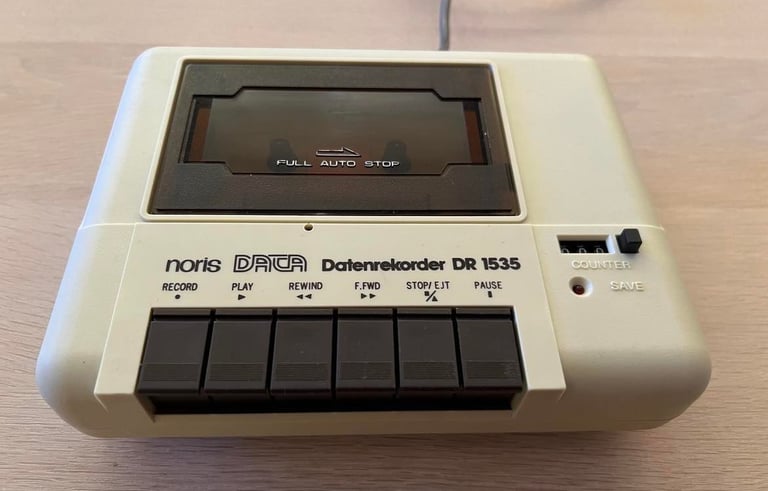 FULL AUTO STOP
noris DATA Datenrekorder DR 1535
RECORD PLAY REWIND F.FWD STOP/EJT PAUSE
COUNTER
SAVE